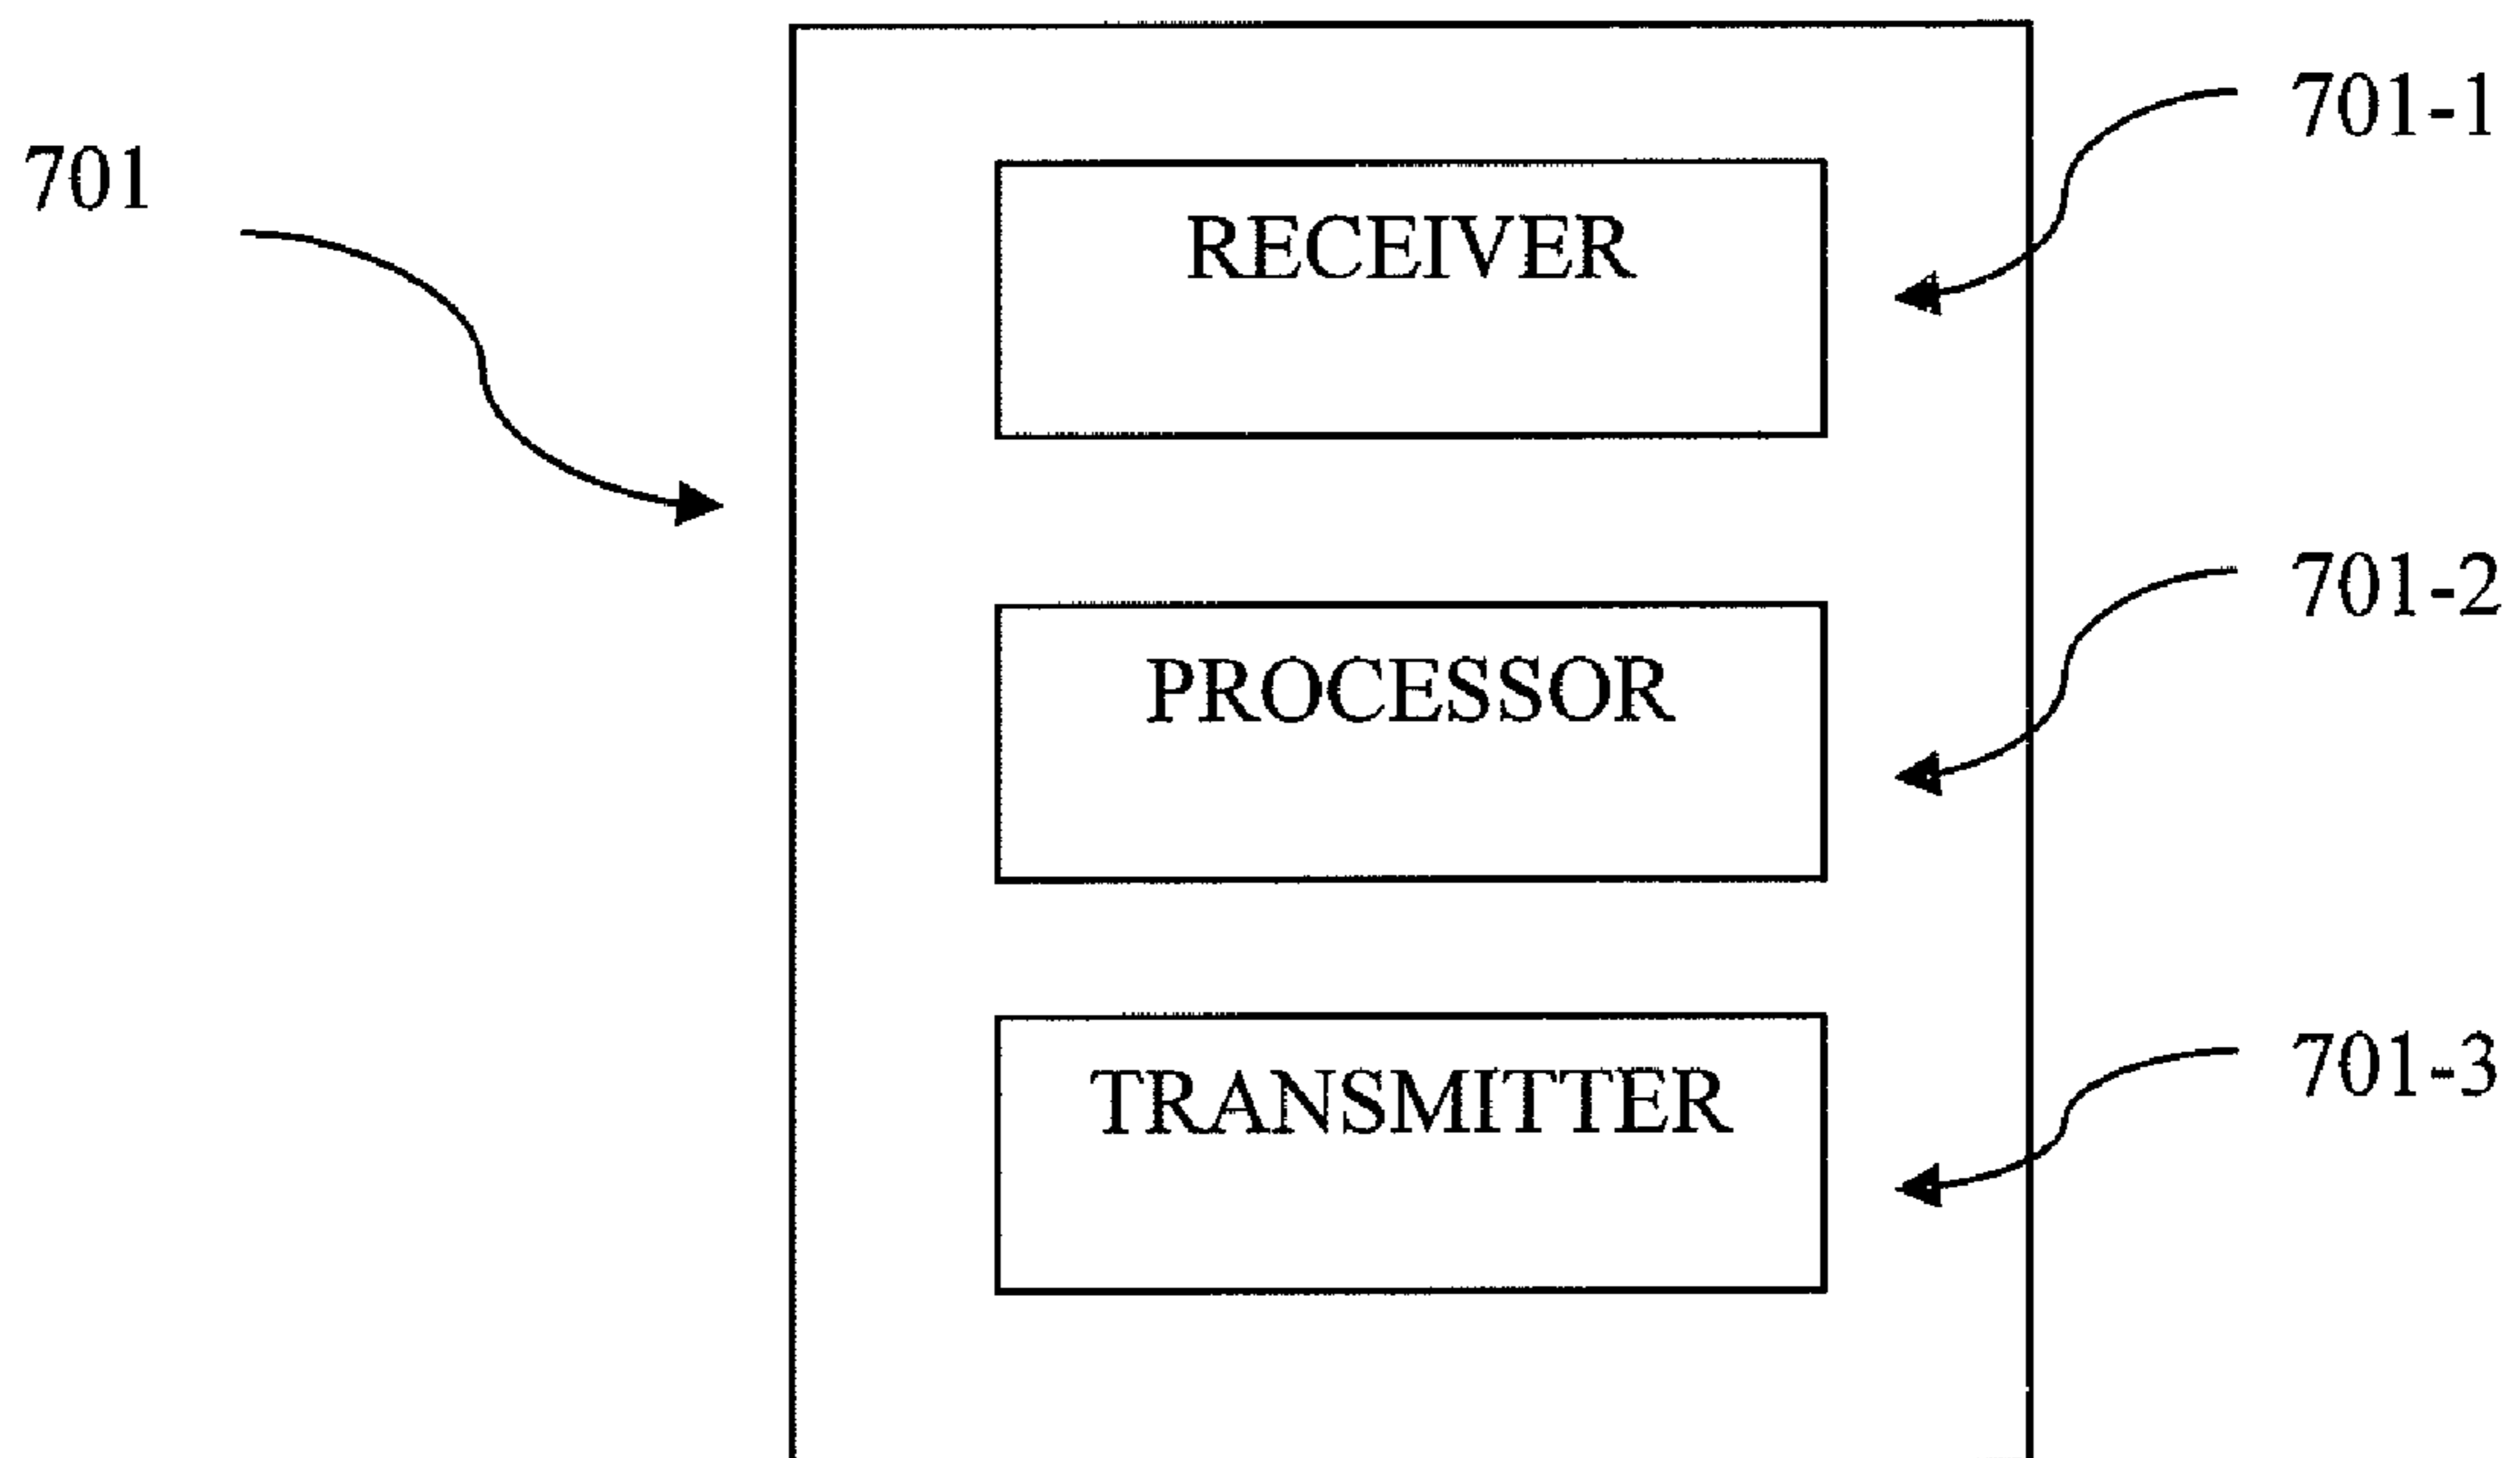 701-1
701
RECEIVER
701-2
PROCESSOR
701-3
TRANSMITTER